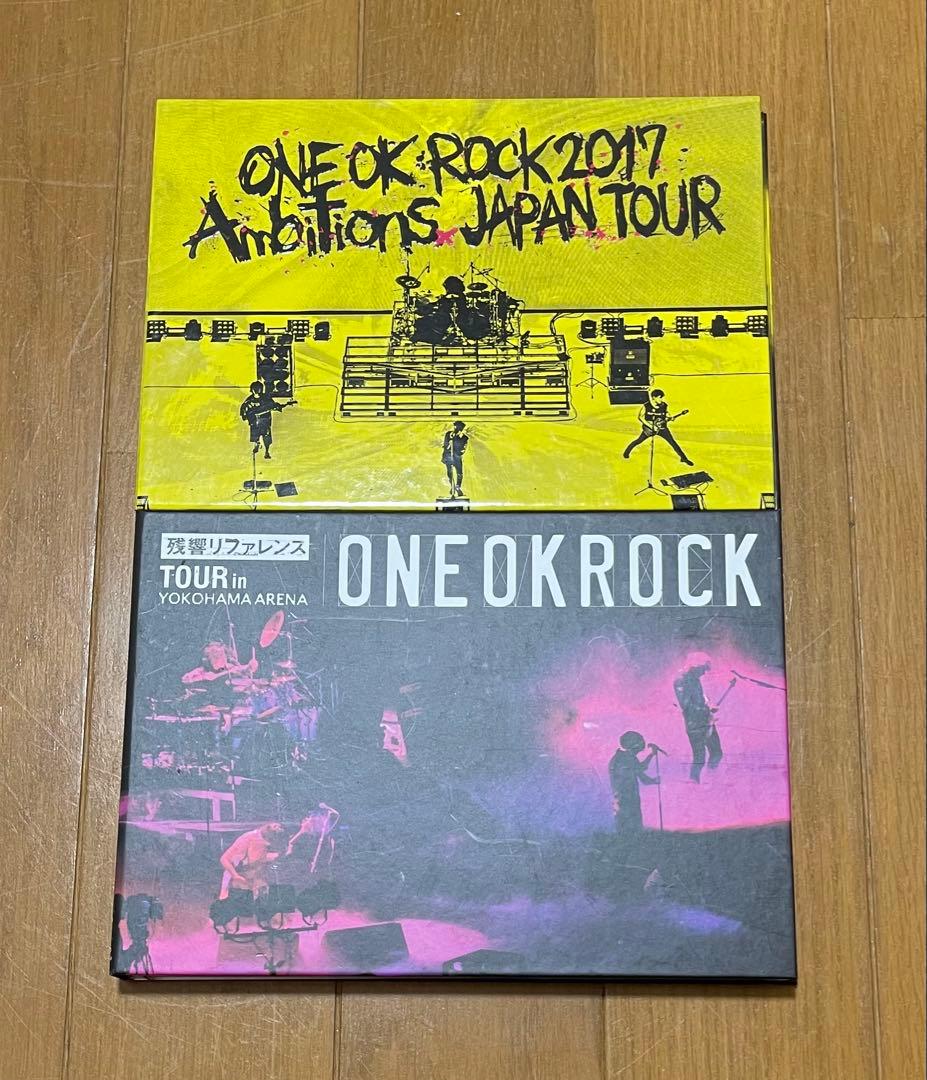 ONE OK ROCK 2017
Ambitions JAPAN TOUR
残響リファレンス
TOUR in
YOKOHAMA ARENA
ONE OK ROCK